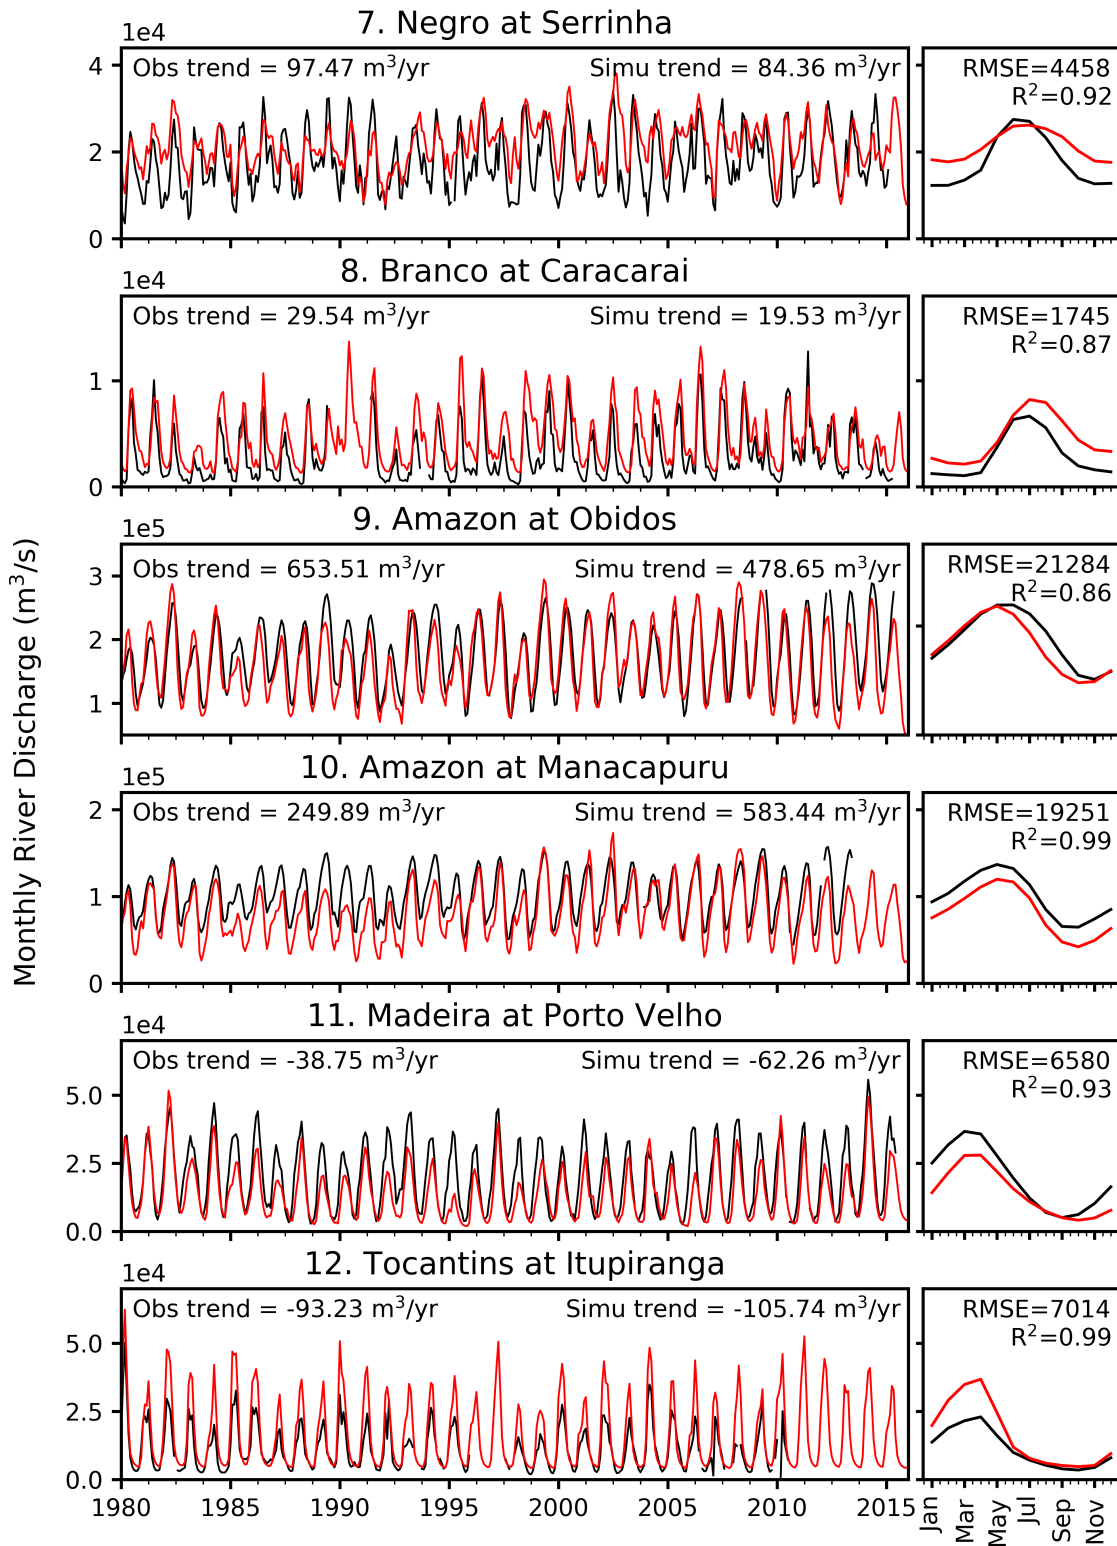 7. Negro at Serrinha
1e4
Obs trend = 97.47 m³/yr
Simu trend = 84.36 m³/yr
RMSE=4458
R²=0.92
4
2
0
8. Branco at Caracarai
1e4
Obs trend = 29.54 m³/yr
Simu trend = 19.53 m³/yr
RMSE=1745
R²=0.87
1
0
9. Amazon at Obidos
1e5
Obs trend = 653.51 m³/yr
Simu trend = 478.65 m³/yr
RMSE=21284
R²=0.86
3
2
1
Monthly River Discharge (m³/s)
10. Amazon at Manacapuru
1e5
Obs trend = 249.89 m³/yr
Simu trend = 583.44 m³/yr
RMSE=19251
R²=0.99
2
1
0
11. Madeira at Porto Velho
1e4
Obs trend = -38.75 m³/yr
Simu trend = -62.26 m³/yr
RMSE=6580
R²=0.93
5.0
2.5
0.0
12. Tocantins at Itupiranga
1e4
Obs trend = -93.23 m³/yr
Simu trend = -105.74 m³/yr
RMSE=7014
R²=0.99
5.0
2.5
0.0
1980 1985 1990 1995 2000 2005 2010 2015
Jan Mar May Jul Sep Nov